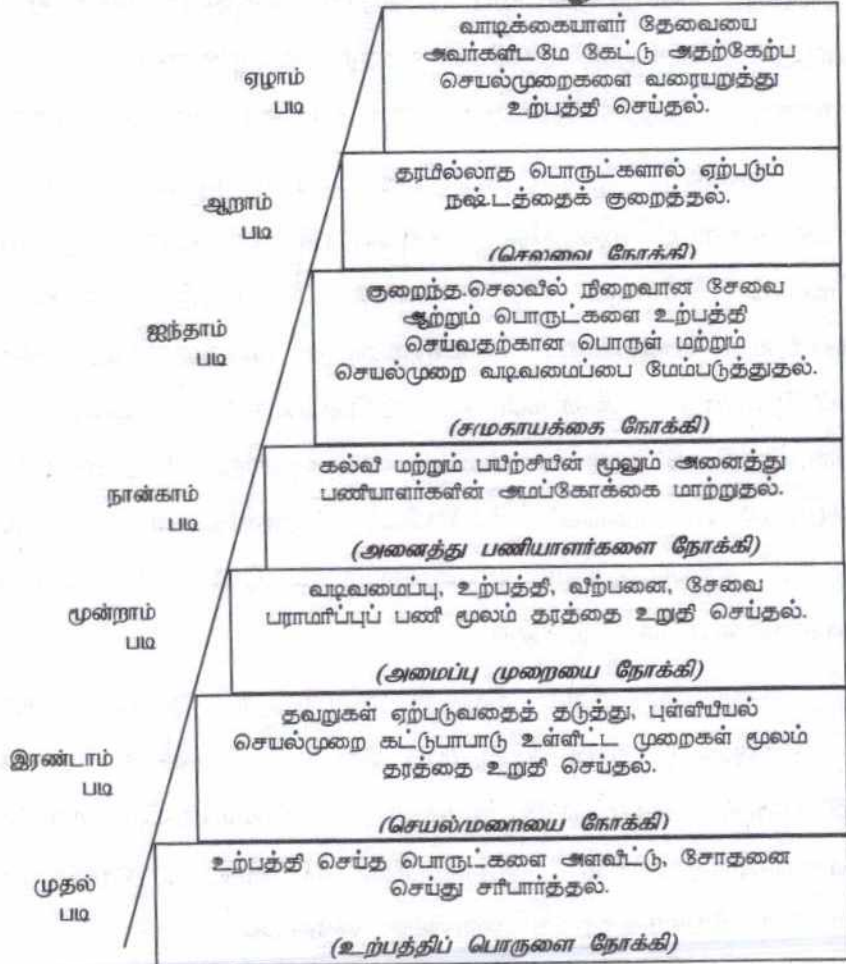 வாடிக்கையாளர் தேவையை
அவர்களிடமே கேட்டு அதற்கேற்ப
செயல்முறைகளை வரையறுத்து
உற்பத்தி செய்தல்.
ஏழாம்
படி
தரமில்லாத பொருட்களால் ஏற்படும்
நஷ்டத்தைக் குறைத்தல்.
(செலவை நோக்கி)
ஆறாம்
படி
குறைந்த.செலவில் நிறைவான சேவை
ஆற்றும் பொருட்களை உற்பத்தி
செய்வதற்கான பொருள் மற்றும்
செயல்முறை வடிவமைப்பை மேம்படுத்துதல்.
(சமுதாயத்தை நோக்கி)
ஐந்தாம்
படி
கல்வி மற்றும் பயிற்சியின் மூலும் அனைத்து
பணியாளர்களின் அமப்கோக்கை மாற்றுதல்.
(அனைத்து பணியாளர்களை நோக்கி)
நான்காம்
படி
வடிவமைப்பு, உற்பத்தி, விற்பனை, சேவை
பராமரிப்புப் பணி மூலம் தரத்தை உறுதி செய்தல்.
(அமைப்பு முறையை நோக்கி)
மூன்றாம்
படி
தவறுகள் ஏற்படுவதைத் தடுத்து, புள்ளியியல்
செயல்முறை கட்டுபாபாடு உள்ளிட்ட முறைகள் மூலம்
தரத்தை உறுதி செய்தல்.
(செயல்முறையை நோக்கி)
இரண்டாம்
படி
உற்பத்தி செய்த பொருட்களை அளவீட்டு, சோதனை
செய்து சரிபார்த்தல்.
(உற்பத்திப் பொருளை நோக்கி)
முதல்
படி